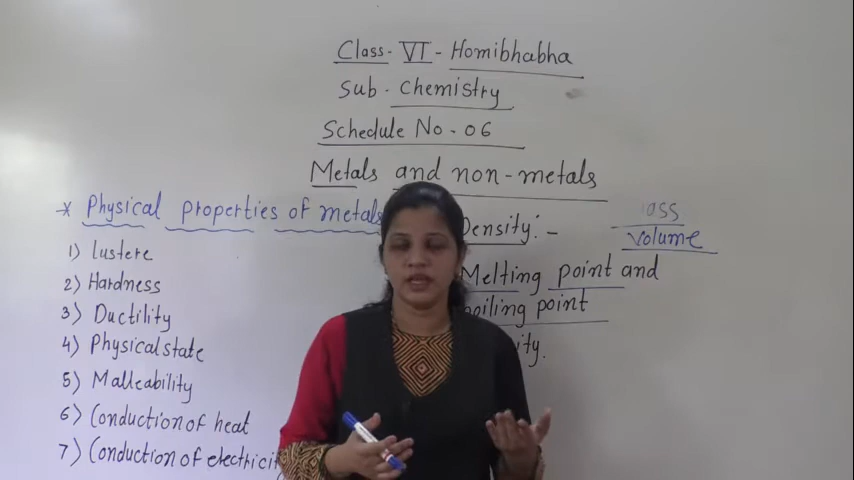 Class - VI - Homibhabha
Sub - Chemistry
Schedule No - 06
Metals and non-metals
* Physical properties of metals
1) Lustere
2) Hardness
3) Ductility
4) Physical state
5) Malleability
6) Conduction of heat
7) Conduction of electricity
Density :-
volume
Melting point and
boiling point